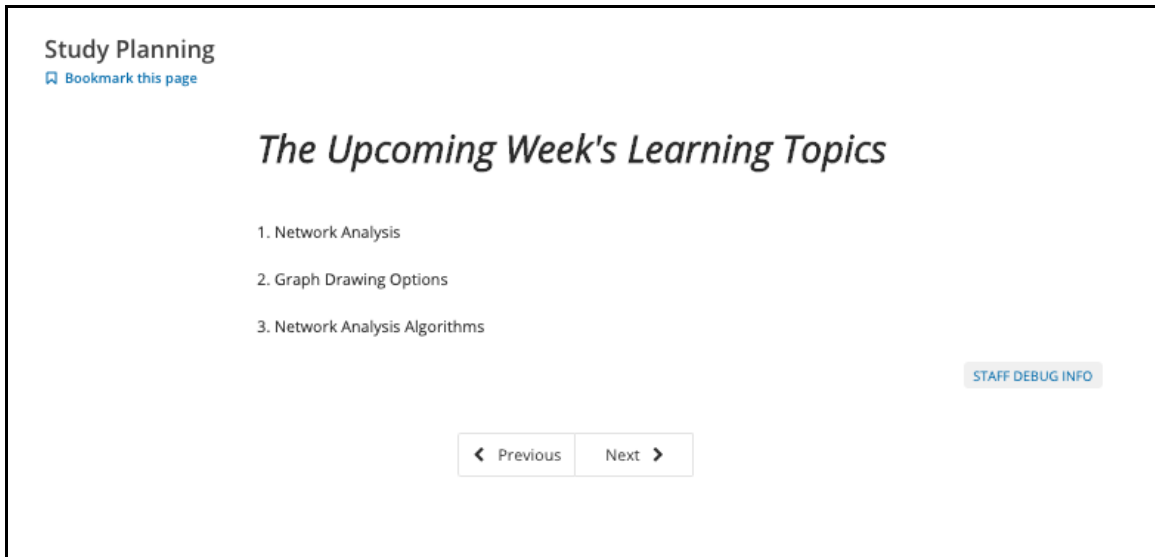 Study Planning
Bookmark this page
The Upcoming Week's Learning Topics
1. Network Analysis
2. Graph Drawing Options
3. Network Analysis Algorithms
STAFF DEBUG INFO
Previous Next